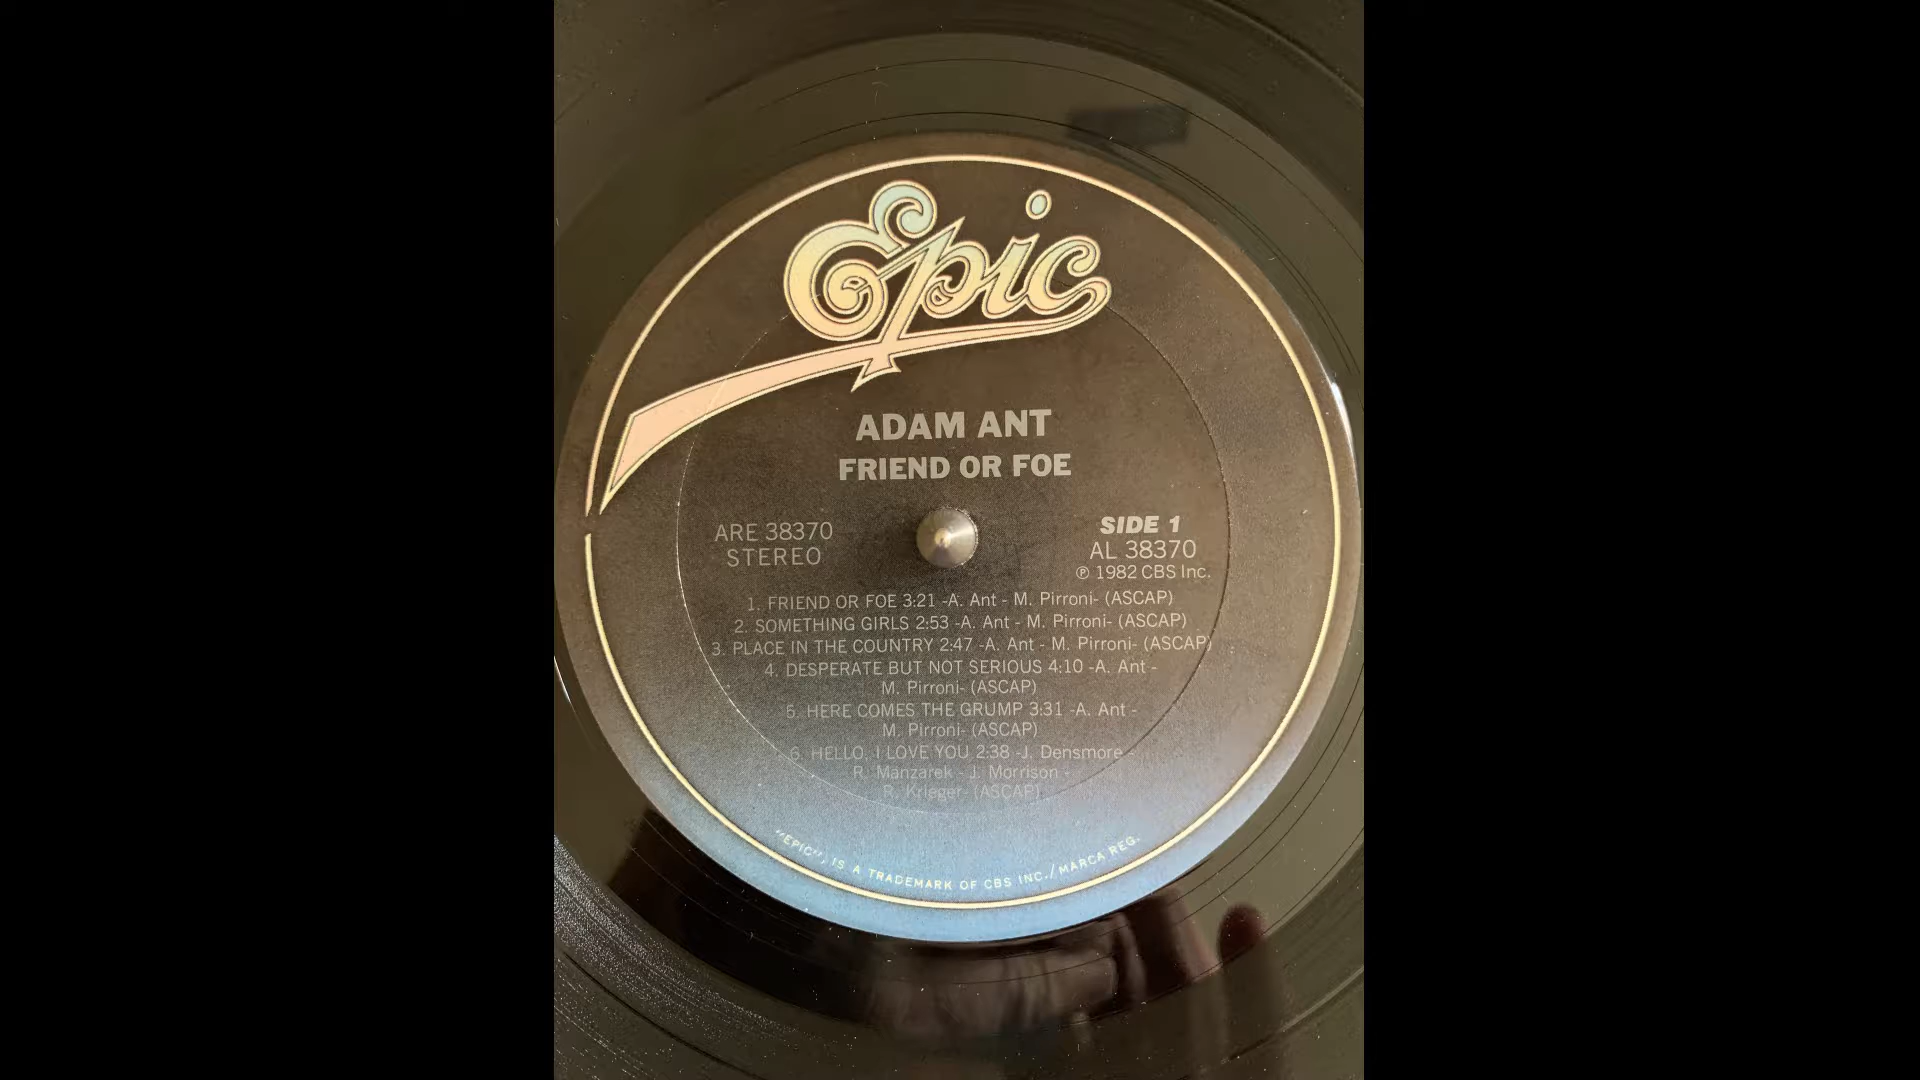 Epic
ADAM ANT
FRIEND OR FOE
ARE 38370
STEREO
SIDE 1
AL 38370
℗ 1982 CBS Inc.
1. FRIEND OR FOE 3:21 -A. Ant - M. Pirroni- (ASCAP)
2. SOMETHING GIRLS 2:53 -A. Ant - M. Pirroni- (ASCAP)
3. PLACE IN THE COUNTRY 2:47 -A. Ant - M. Pirroni- (ASCAP)
4. DESPERATE BUT NOT SERIOUS 4:10 -A. Ant -
M. Pirroni- (ASCAP)
5. HERE COMES THE GRUMP 3:31 -A. Ant -
M. Pirroni- (ASCAP)
6. HELLO, I LOVE YOU 2:38 -J. Densmore -
R. Manzarek - J. Morrison -
R. Krieger- (ASCAP)
"EPIC", IS A TRADEMARK OF CBS INC./MARCA REG.